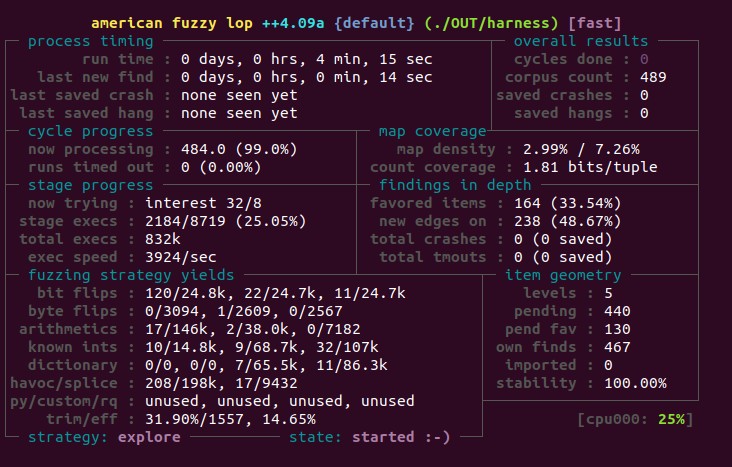 american fuzzy lop ++4.09a {default} (./OUT/harness) [fast]
process timing overall results
run time : 0 days, 0 hrs, 4 min, 15 sec cycles done : 0
last new find : 0 days, 0 hrs, 0 min, 14 sec corpus count : 489
last saved crash : none seen yet saved crashes : 0
last saved hang : none seen yet saved hangs : 0
cycle progress map coverage
now processing : 484.0 (99.0%) map density : 2.99% / 7.26%
runs timed out : 0 (0.00%) count coverage : 1.81 bits/tuple
stage progress findings in depth
now trying : interest 32/8 favored items : 164 (33.54%)
stage execs : 2184/8719 (25.05%) new edges on : 238 (48.67%)
total execs : 832k total crashes : 0 (0 saved)
exec speed : 3924/sec total tmouts : 0 (0 saved)
fuzzing strategy yields item geometry
bit flips : 120/24.8k, 22/24.7k, 11/24.7k levels : 5
byte flips : 0/3094, 1/2609, 0/2567 pending : 440
arithmetics : 17/146k, 2/38.0k, 0/7182 pend fav : 130
known ints : 10/14.8k, 9/68.7k, 32/107k own finds : 467
dictionary : 0/0, 0/0, 7/65.5k, 11/86.3k imported : 0
havoc/splice : 208/198k, 17/9432 stability : 100.00%
py/custom/rq : unused, unused, unused, unused
trim/eff : 31.90%/1557, 14.65% [cpu000: 25%]
strategy: explore state: started :-)